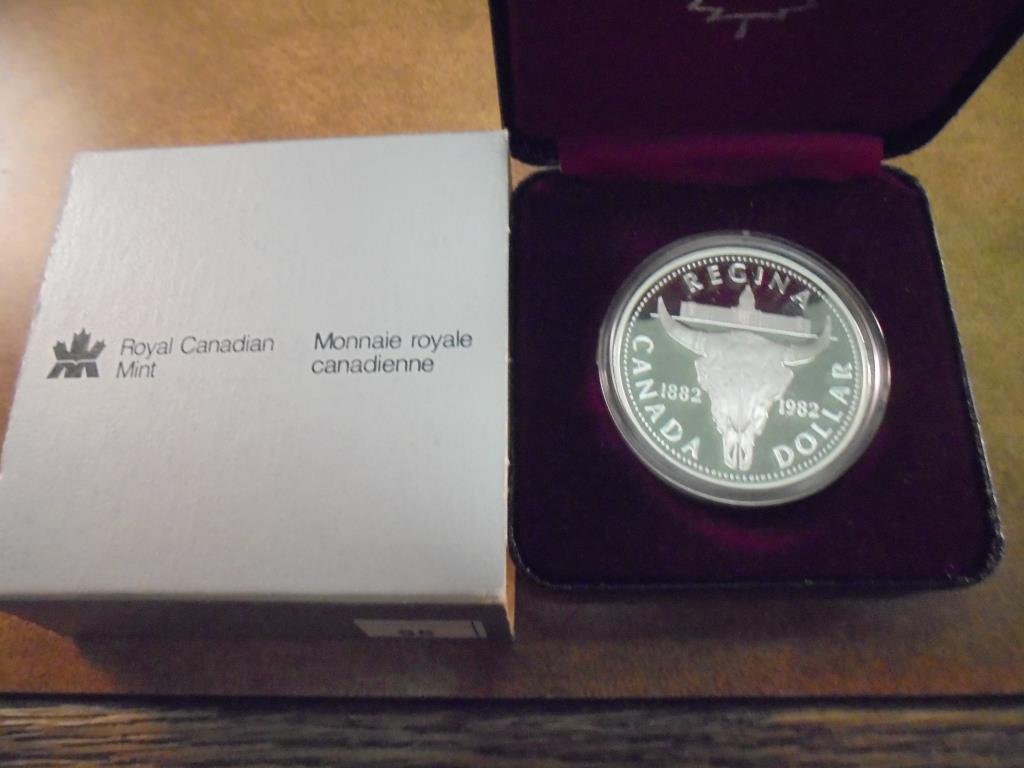 Royal Canadian
Mint
Monnaie royale
canadienne
REGINA
CANADA
1882
1982
DOLLAR